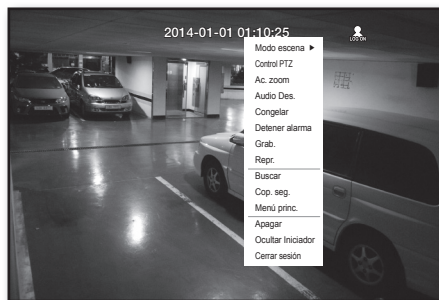 2014-01-01 01:10:25
LOG ON
Modo escena
Control PTZ
Ac. zoom
Audio Des.
Congelar
Detener alarma
Grab.
Repr.
Buscar
Cop. seg.
Menú princ.
Apagar
Ocultar Iniciador
Cerrar sesión